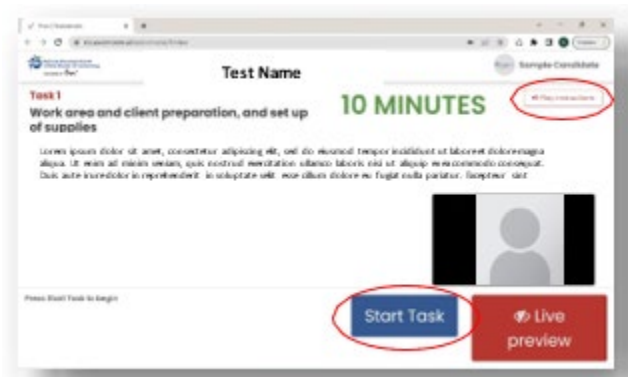 Test Name
Sample Candidate
Task 1
10 MINUTES
Play Instructions
Work area and client preparation, and set up
of supplies
Lorem ipsum dolor sit amet, consectetur adipiscing elit, sed do eiusmod tempor incididunt ut labore et dolore magna
aliqua. Ut enim ad minim veniam, quis nostrud exercitation ullamco laboris nisi ut aliquip ex ea commodo consequat.
Duis aute irure dolor in reprehenderit in voluptate velit esse cillum dolore eu fugiat nulla pariatur. Excepteur sint
Press Start Task to begin
Start Task
Live
preview